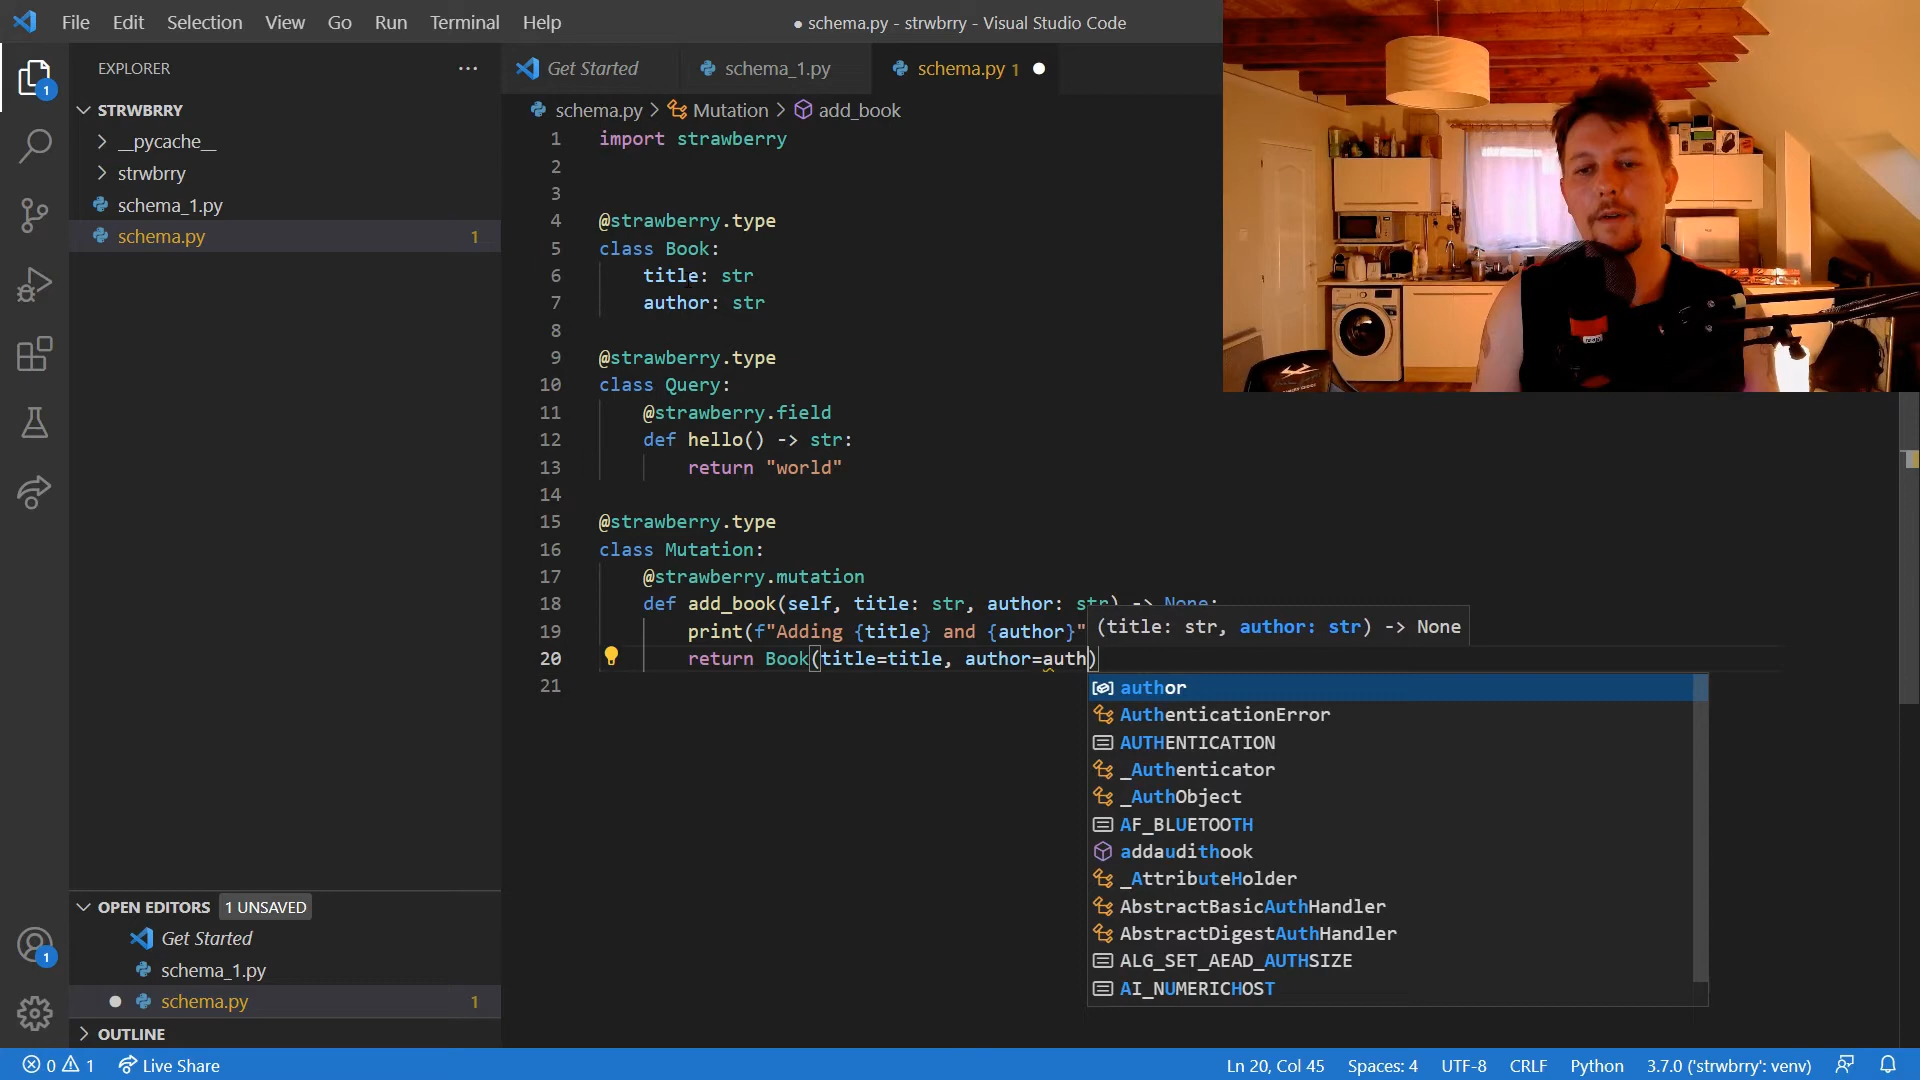 File Edit Selection View Go Run Terminal Help
● schema.py - strwbrry - Visual Studio Code
EXPLORER ···
Get Started schema_1.py schema.py 1
STRWBRRY
__pycache__
strwbrry
schema_1.py
schema.py 1
schema.py > Mutation > add_book
1 import strawberry
2
3
4 @strawberry.type
5 class Book:
6 title: str
7 author: str
8
9 @strawberry.type
10 class Query:
11 @strawberry.field
12 def hello() -> str:
13 return "world"
14
15 @strawberry.type
16 class Mutation:
17 @strawberry.mutation
18 def add_book(self, title: str, author: str) -> None:
19 print(f"Adding {title} and {author}"
(title: str, author: str) -> None
20 return Book(title=title, author=auth)
21
author
AuthenticationError
AUTHENTICATION
_Authenticator
_AuthObject
AF_BLUETOOTH
addaudithook
_AttributeHolder
AbstractBasicAuthHandler
AbstractDigestAuthHandler
ALG_SET_AEAD_AUTHSIZE
AI_NUMERICHOST
OPEN EDITORS 1 UNSAVED
Get Started
schema_1.py
schema.py 1
OUTLINE
1
1
0 1 Live Share
Ln 20, Col 45 Spaces: 4 UTF-8 CRLF Python 3.7.0 ('strwbrry': venv)